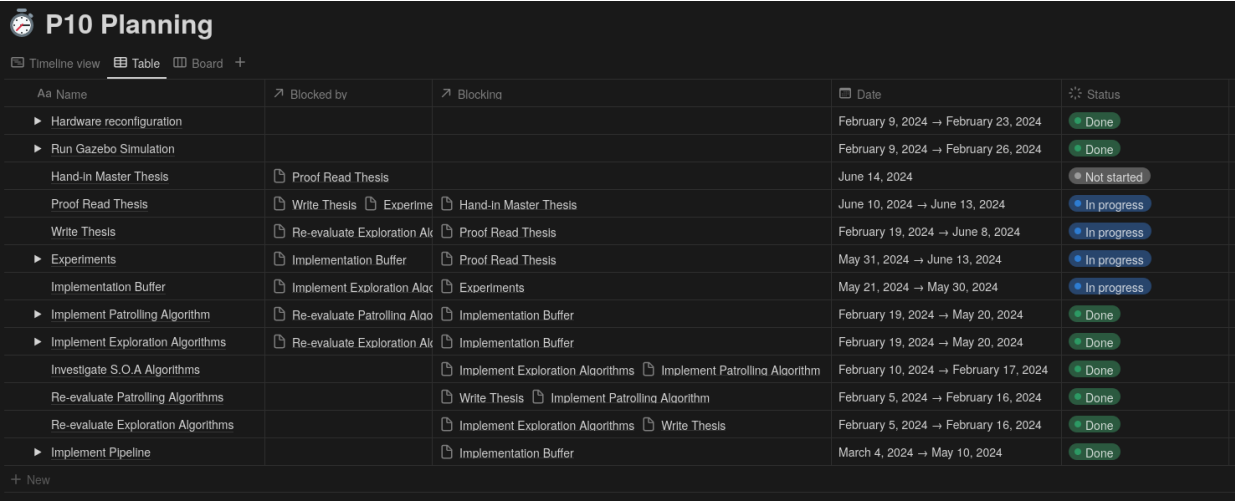 P10 Planning
Timeline view Table Board +
Aa Name Blocked by Blocking Date Status
Hardware reconfiguration February 9, 2024 → February 23, 2024 Done
Run Gazebo Simulation February 9, 2024 → February 26, 2024 Done
Hand-in Master Thesis Proof Read Thesis June 14, 2024 Not started
Proof Read Thesis Write Thesis Experime Hand-in Master Thesis June 10, 2024 → June 13, 2024 In progress
Write Thesis Re-evaluate Exploration Alg Proof Read Thesis February 19, 2024 → June 8, 2024 In progress
Experiments Implementation Buffer Proof Read Thesis May 31, 2024 → June 13, 2024 In progress
Implementation Buffer Implement Exploration Algo Experiments May 21, 2024 → May 30, 2024 In progress
Implement Patrolling Algorithm Re-evaluate Patrolling Algo Implementation Buffer February 19, 2024 → May 20, 2024 Done
Implement Exploration Algorithms Re-evaluate Exploration Alg Implementation Buffer February 19, 2024 → May 20, 2024 Done
Investigate S.O.A Algorithms Implement Exploration Algorithms Implement Patrolling Algorithm February 10, 2024 → February 17, 2024 Done
Re-evaluate Patrolling Algorithms Write Thesis Implement Patrolling Algorithm February 5, 2024 → February 16, 2024 Done
Re-evaluate Exploration Algorithms Implement Exploration Algorithms Write Thesis February 5, 2024 → February 16, 2024 Done
Implement Pipeline Implementation Buffer March 4, 2024 → May 10, 2024 Done
+ New